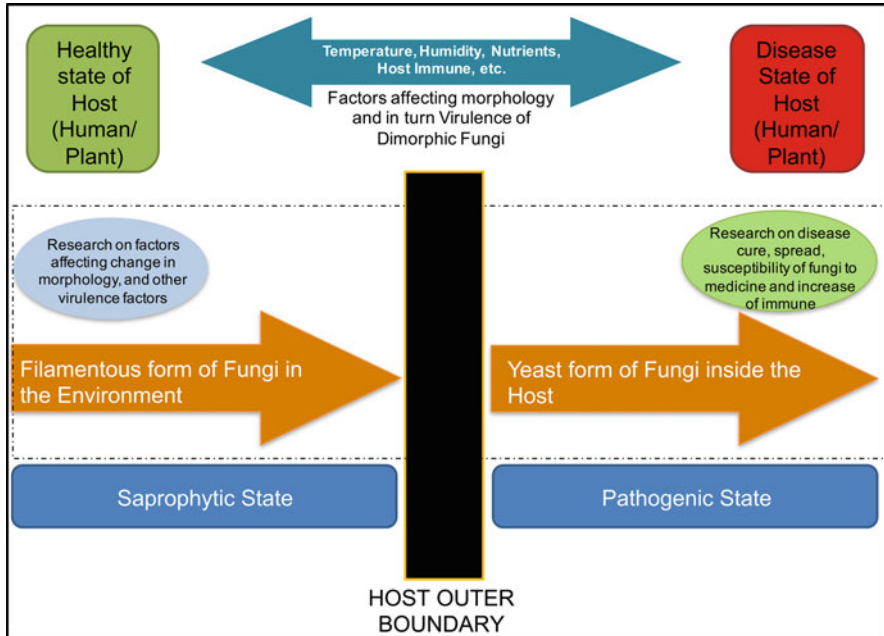 Healthy
state of
Host
(Human/
Plant)
Temperature, Humidity, Nutrients,
Host Immune, etc.
Factors affecting morphology
and in turn Virulence of
Dimorphic Fungi
Disease
State of
Host
(Human/
Plant)
Research on factors
affecting change in
morphology, and other
virulence factors
Research on disease
cure, spread,
susceptibility of fungi to
medicine and increase
of immune
Filamentous form of Fungi in
the Environment
Yeast form of Fungi inside the
Host
Saprophytic State
Pathogenic State
HOST OUTER
BOUNDARY